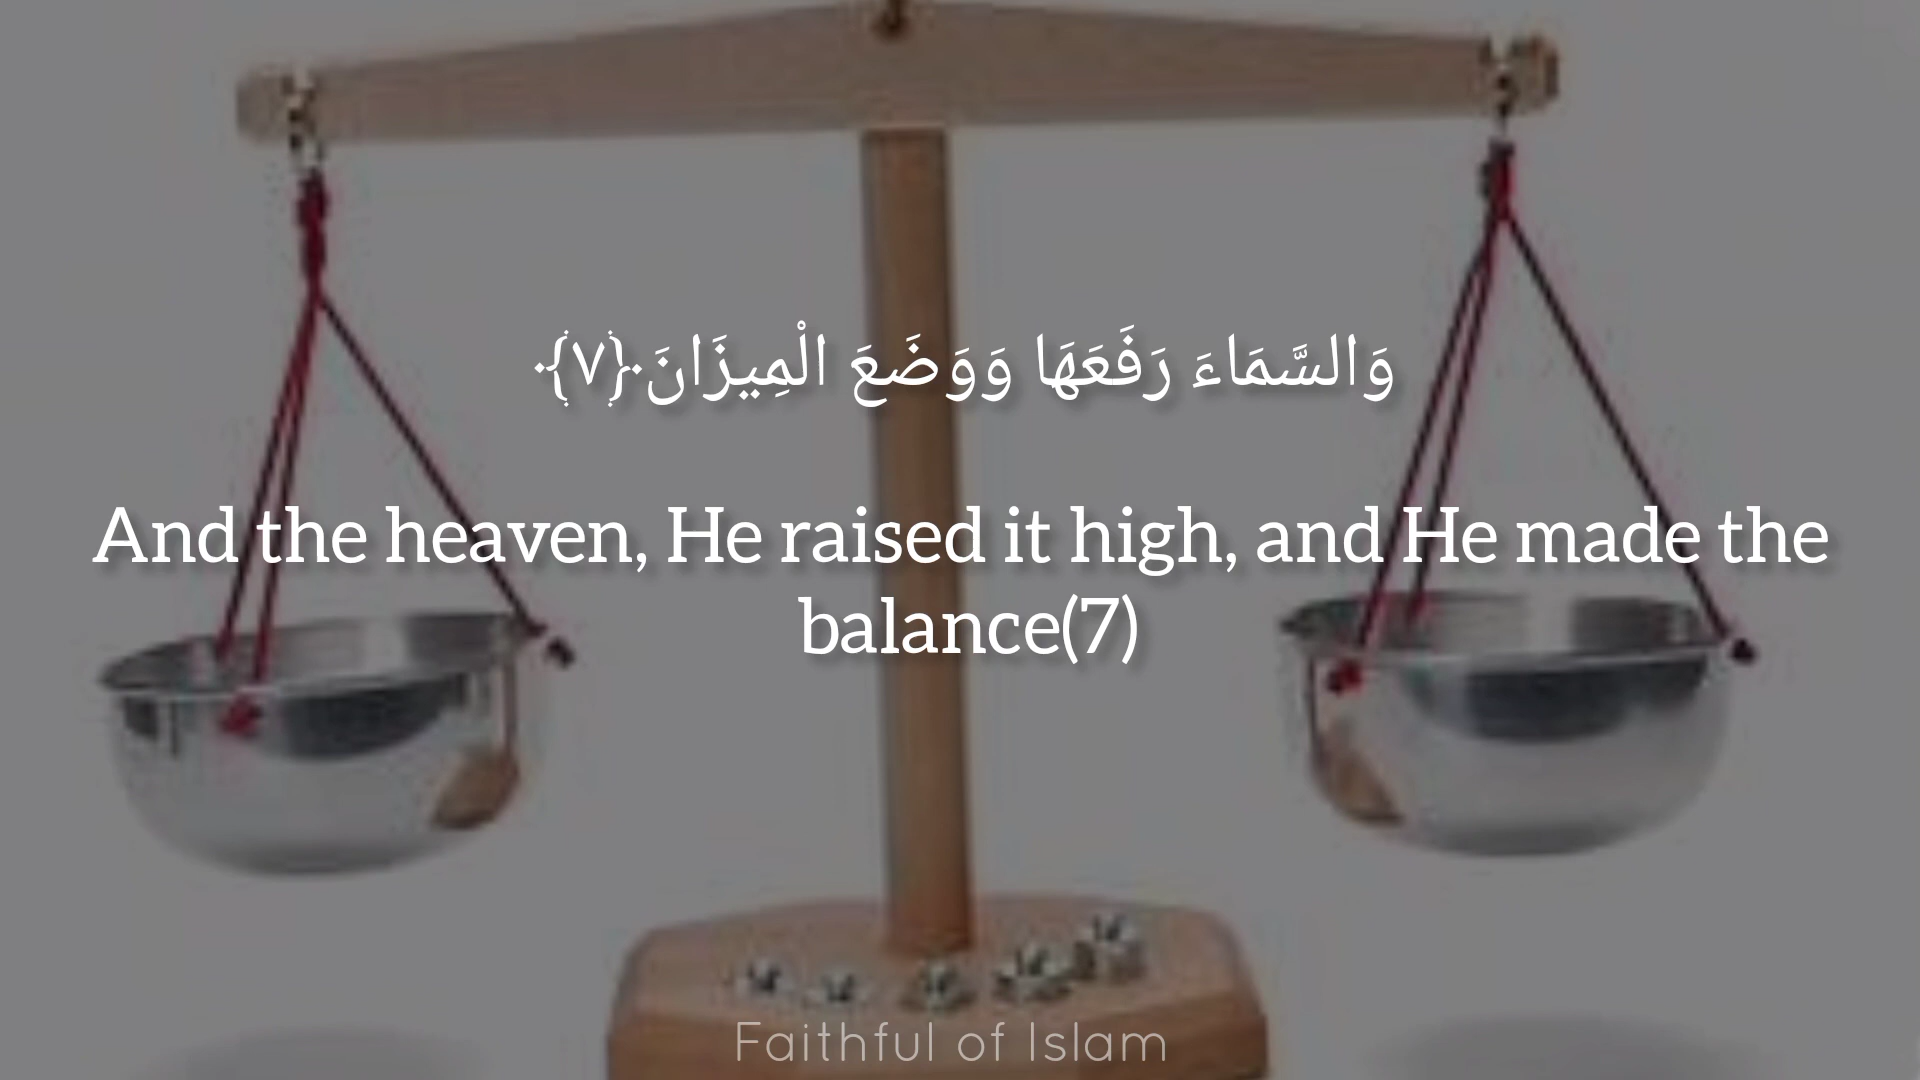 وَالسَّمَاءَ رَفَعَهَا وَوَضَعَ الْمِيزَانَ﴿٧﴾
And the heaven, He raised it high, and He made the
balance(7)
Faithful of Islam